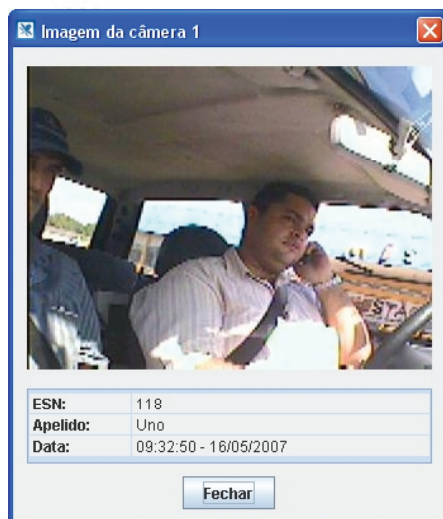 Imagem da câmera 1
ESN: 118
Apelido: Uno
Data: 09:32:50 - 16/05/2007
Fechar